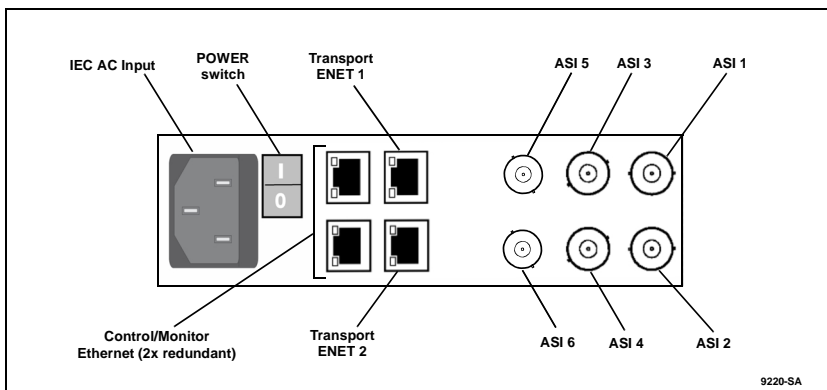 IEC AC Input
POWER
switch
Transport
ENET 1
ASI 5
ASI 3
ASI 1
I
0
Control/Monitor
Ethernet (2x redundant)
Transport
ENET 2
ASI 6
ASI 4
ASI 2
9220-SA